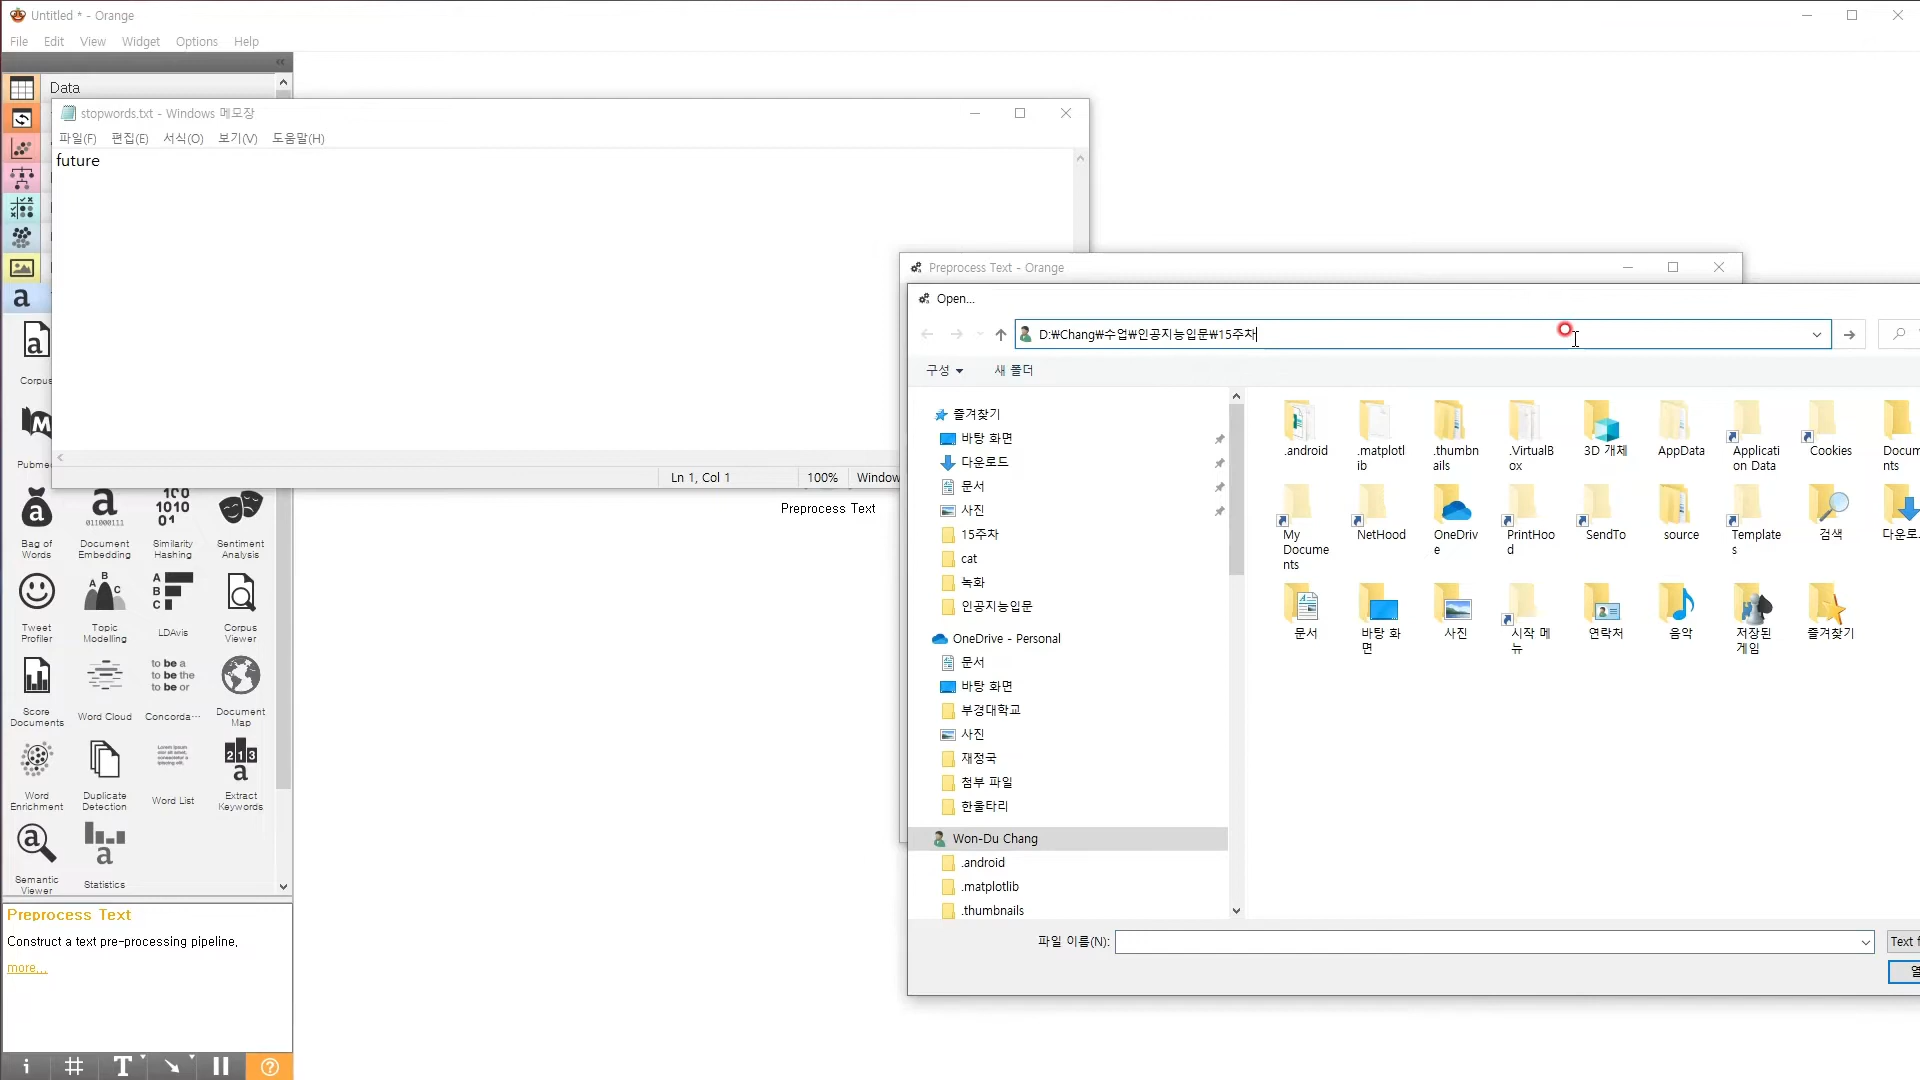 Untitled * - Orange
File Edit View Widget Options Help
Data
stopwords.txt - Windows 메모장
파일(F) 편집(E) 서식(O) 보기(V) 도움말(H)
future
Ln 1, Col 1 100% Window
Preprocess Text
Corpus
Pubme
Bag of Words
Document Embedding
Similarity Hashing
Sentiment Analysis
Tweet Profiler
Topic Modelling
LDAvis
Corpus Viewer
Score Documents
Word Cloud
Concorda…
Document Map
Word Enrichment
Duplicate Detection
Word List
Extract Keywords
Semantic Viewer
Statistics
Preprocess Text
Construct a text pre-processing pipeline.
more...
Preprocess Text - Orange
Open...
D:₩Chang₩수업₩인공지능입문₩15주차
구성 새 폴더
즐겨찾기
바탕 화면
다운로드
문서
사진
15주차
cat
녹화
인공지능입문
OneDrive - Personal
문서
바탕 화면
부경대학교
사진
재정국
첨부 파일
한울타리
Won-Du Chang
.android
.matplotlib
.thumbnails
.android
.matplotlib
.thumbnails
.VirtualBox
3D 개체
AppData
Application Data
Cookies
Documents
My Documents
NetHood
OneDrive
PrintHood
SendTo
source
Templates
검색
다운로
문서
바탕 화면
사진
시작 메뉴
연락처
음악
저장된 게임
즐겨찾기
파일 이름(N):
Text f